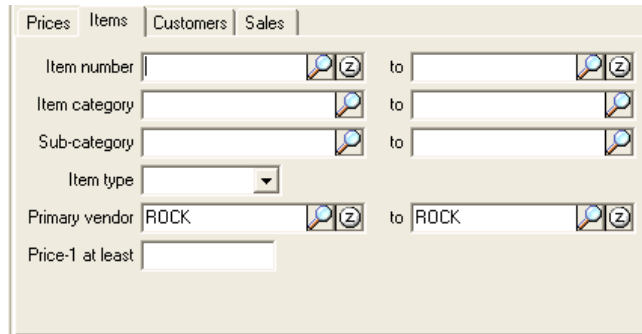 Prices Items Customers Sales
Item number to
Item category to
Sub-category to
Item type
Primary vendor ROCK to ROCK
Price-1 at least